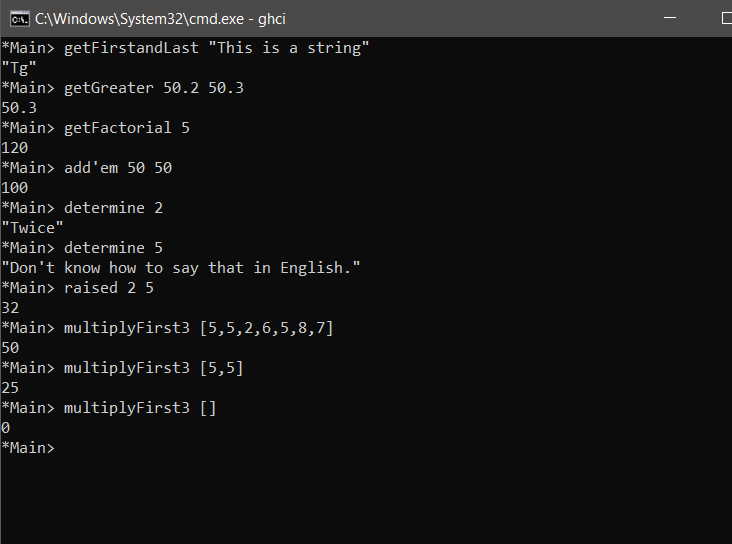 C:\Windows\System32\cmd.exe - ghci
*Main> getFirstandLast "This is a string"
"Tg"
*Main> getGreater 50.2 50.3
50.3
*Main> getFactorial 5
120
*Main> add'em 50 50
100
*Main> determine 2
"Twice"
*Main> determine 5
"Don't know how to say that in English."
*Main> raised 2 5
32
*Main> multiplyFirst3 [5,5,2,6,5,8,7]
50
*Main> multiplyFirst3 [5,5]
25
*Main> multiplyFirst3 []
0
*Main>